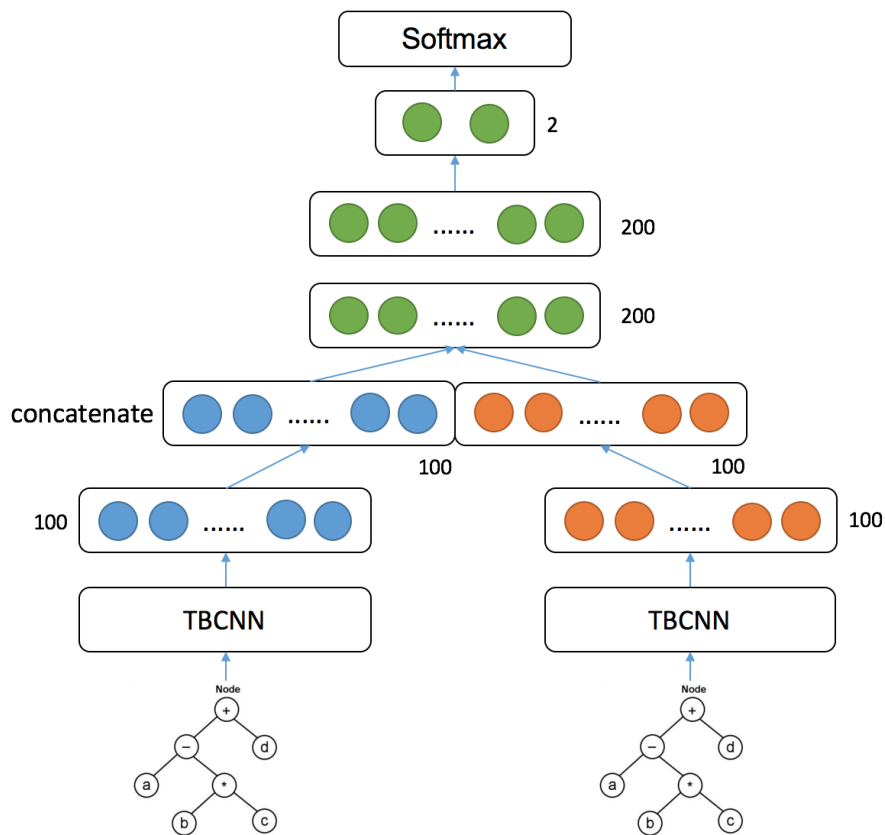 Softmax
2
......
200
......
200
concatenate
......
......
100
100
100
......
......
100
TBCNN
TBCNN
Node
Node
+
+
−
d
−
d
a
*
a
*
b
c
b
c